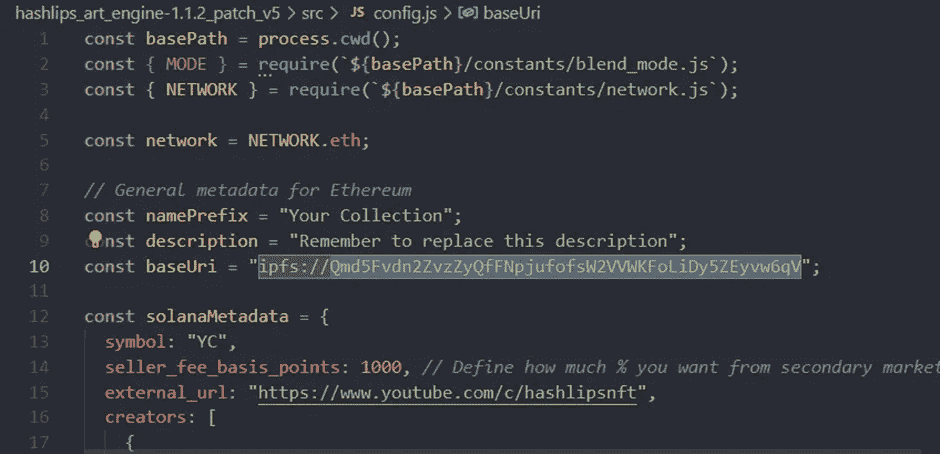 hashlips_art_engine-1.1.2_patch_v5 > src > JS config.js > baseUri
1 const basePath = process.cwd();
2 const { MODE } = require(`${basePath}/constants/blend_mode.js`);
3 const { NETWORK } = require(`${basePath}/constants/network.js`);
4
5 const network = NETWORK.eth;
6
7 // General metadata for Ethereum
8 const namePrefix = "Your Collection";
9 const description = "Remember to replace this description";
10 const baseUri = "ipfs://Qmd5Fvdn2ZvzZyQfFNpjufofsW2VVWKFoLiDy5ZEyvw6qV";
11
12 const solanaMetadata = {
13 symbol: "YC",
14 seller_fee_basis_points: 1000, // Define how much % you want from secondary market
15 external_url: "https://www.youtube.com/c/hashlipsnft",
16 creators: [
17 {